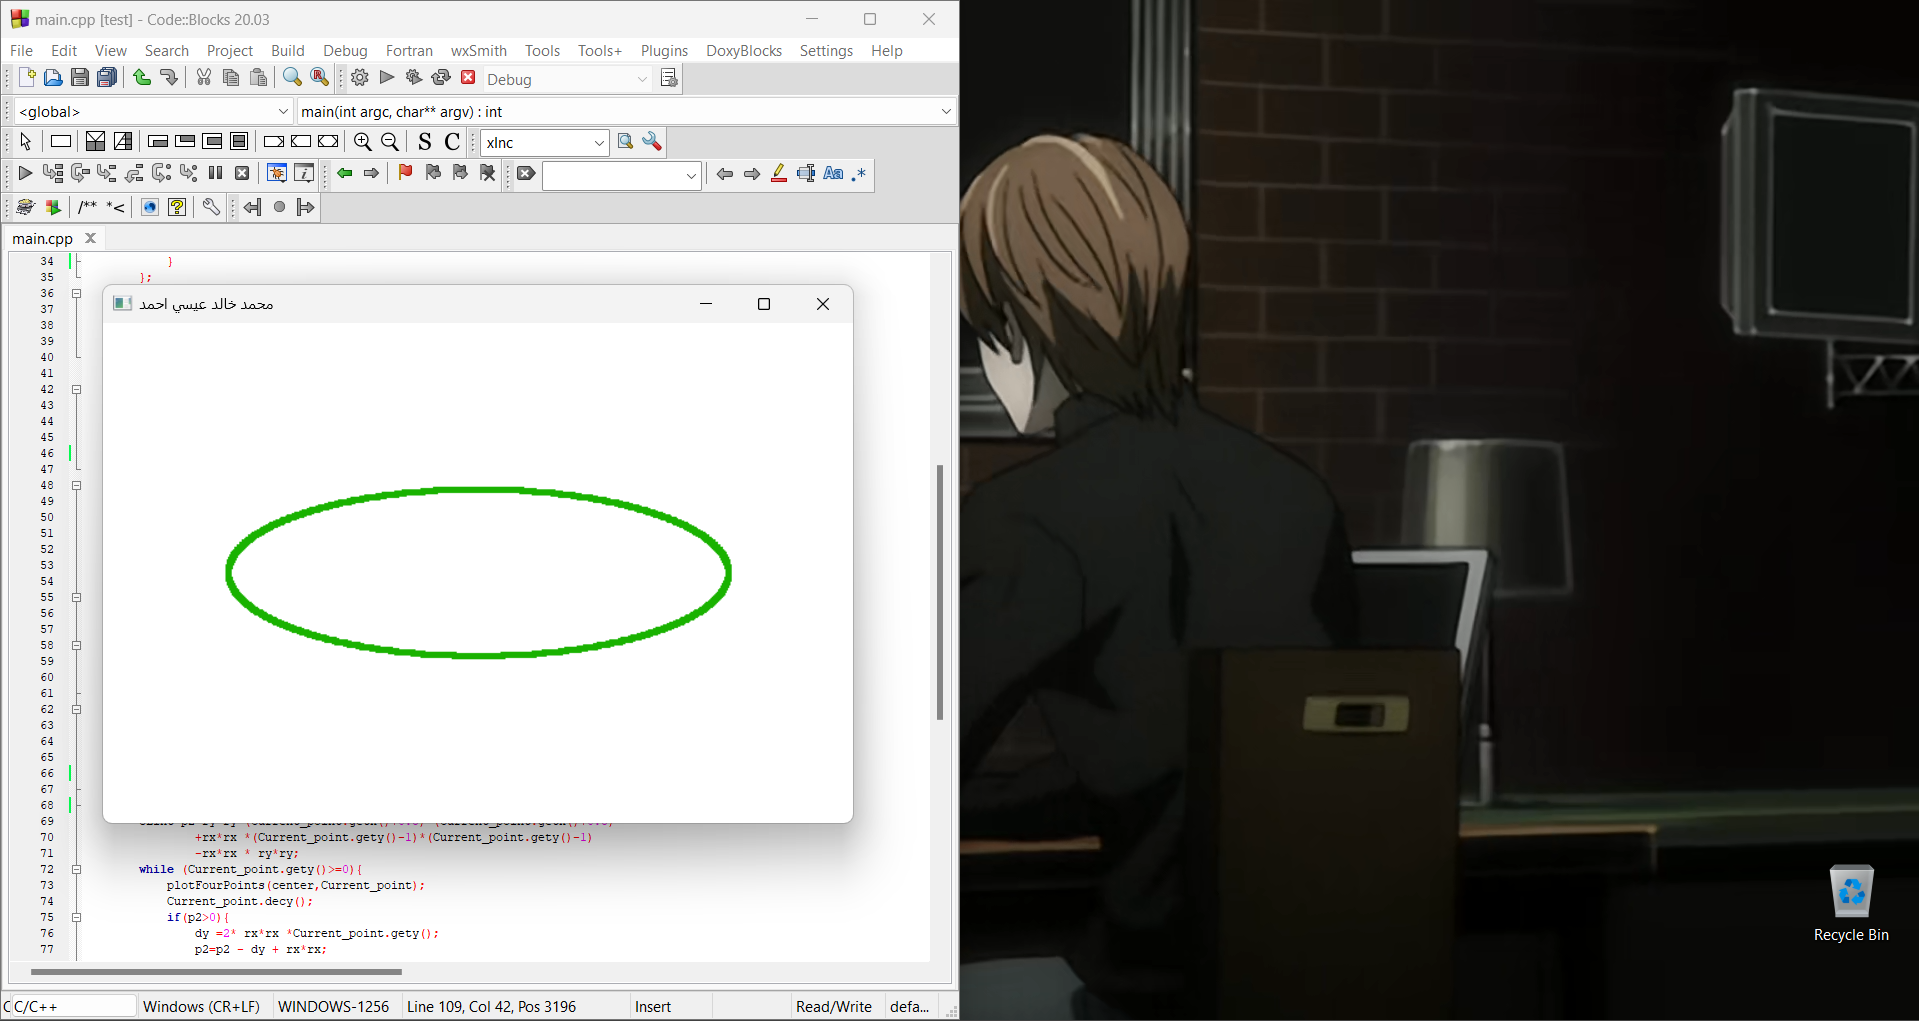 main.cpp [test] - Code::Blocks 20.03
File Edit View Search Project Build Debug Fortran wxSmith Tools Tools+ Plugins DoxyBlocks Settings Help
Debug
<global> main(int argc, char** argv) : int
S C xInc
Aa .*
/** *<
main.cpp
34 }
35 };
36
محمد خالد عيسي احمد
37
38
39
40
41
42
43
44
45
46
47
48
49
50
51
52
53
54
55
56
57
58
59
60
61
62
63
64
65
66
67
68
69
70 +rx*rx *(Current_point.gety()-1)*(Current_point.gety()-1)
71 -rx*rx * ry*ry;
72 while (Current_point.gety()>=0){
73 plotFourPoints(center,Current_point);
74 Current_point.decy();
75 if(p2>0){
76 dy =2* rx*rx *Current_point.gety();
77 p2=p2 - dy + rx*rx;
C/C++ Windows (CR+LF) WINDOWS-1256 Line 109, Col 42, Pos 3196 Insert Read/Write defa...
Recycle Bin